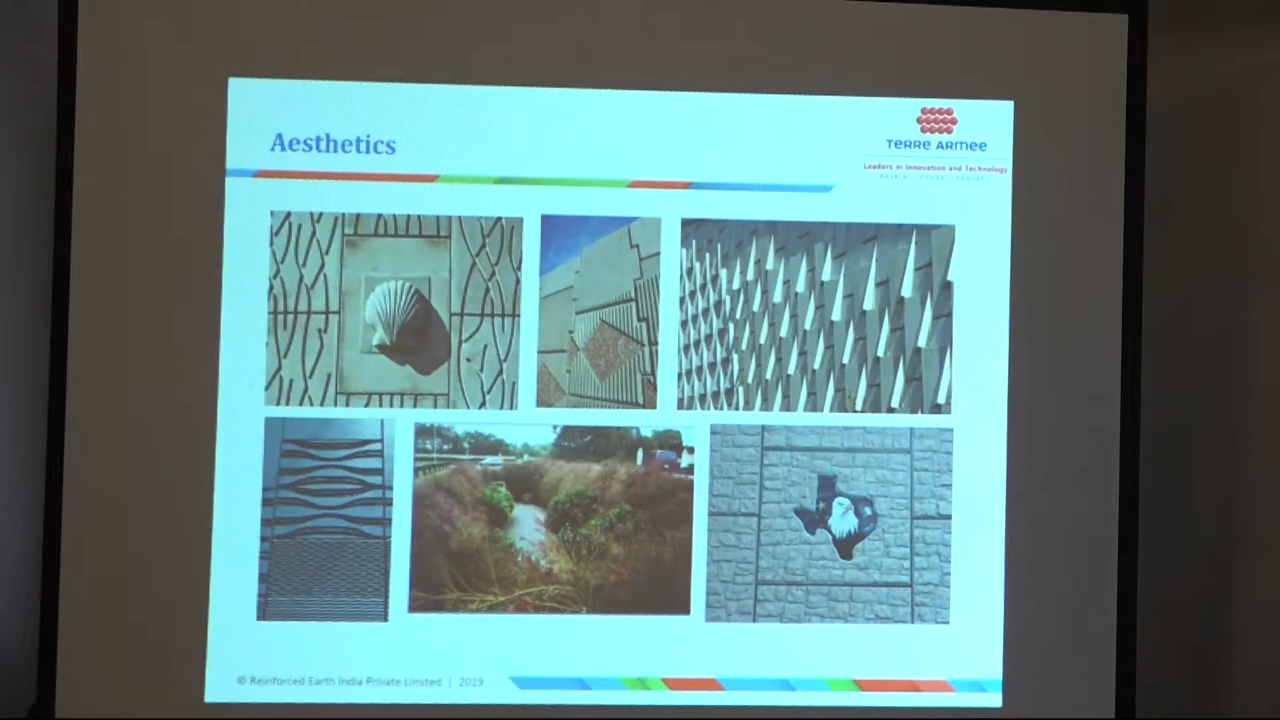 Aesthetics
TERRE ARMEE
Leaders in Innovation and Technology
© Reinforced Earth India Private Limited | 2019